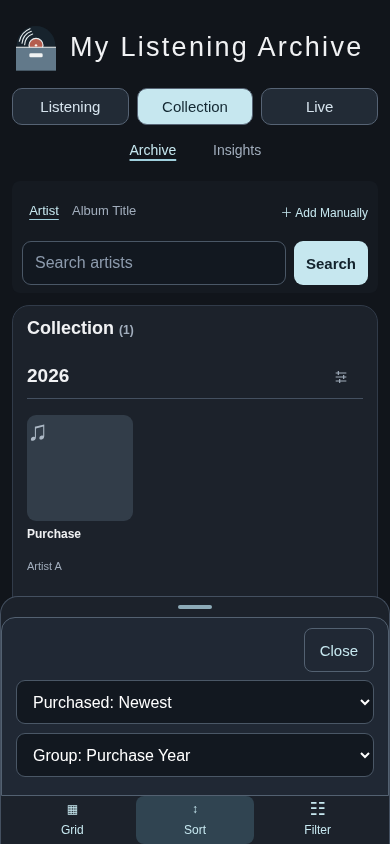 My Listening Archive
Listening
Collection
Live
Archive
Insights
Artist
Album Title
+ Add Manually
Search artists
Search
Collection (1)
2026
Purchase
Artist A
Close
Purchased: Newest
Group: Purchase Year
Grid
Sort
Filter